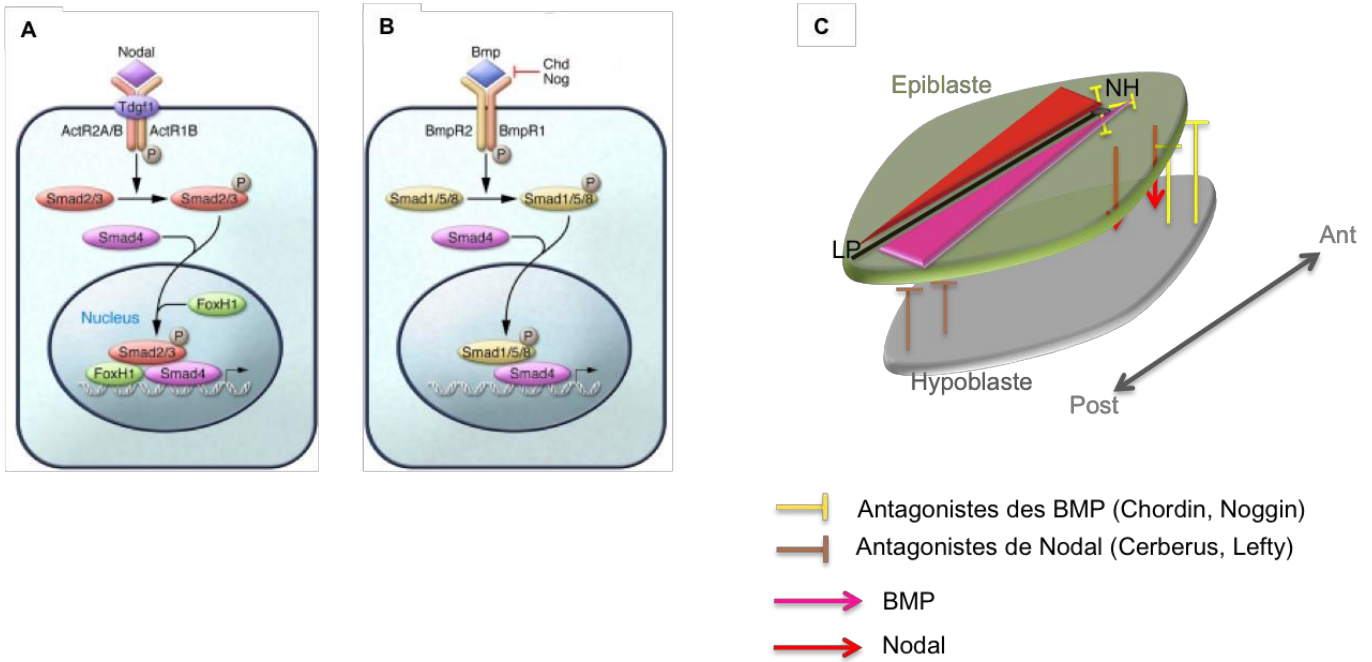 A
Nodal
Tdgf1
ActR2A/B
ActR1B
P
Smad2/3
P
Smad2/3
Smad4
FoxH1
Nucleus
P
Smad2/3
FoxH1
Smad4
B
Bmp
Chd
Nog
BmpR2
BmpR1
P
Smad1/5/8
P
Smad1/5/8
Smad4
P
Smad1/5/8
Smad4
C
Epiblaste
NH
LP
Ant
Hypoblaste
Post
Antagonistes des BMP (Chordin, Noggin)
Antagonistes de Nodal (Cerberus, Lefty)
BMP
Nodal